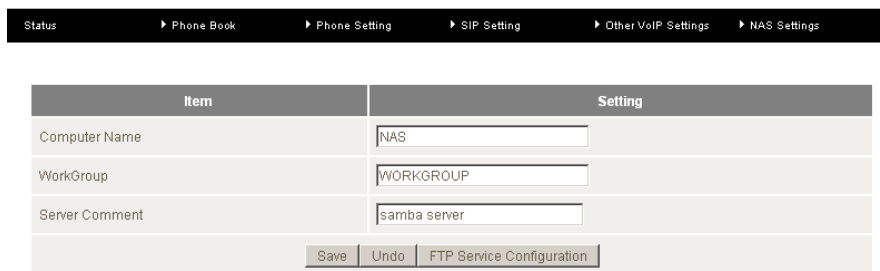 Status Phone Book Phone Setting SIP Setting Other VoIP Settings NAS Settings
Item Setting
Computer Name NAS
WorkGroup WORKGROUP
Server Comment samba server
Save Undo FTP Service Configuration